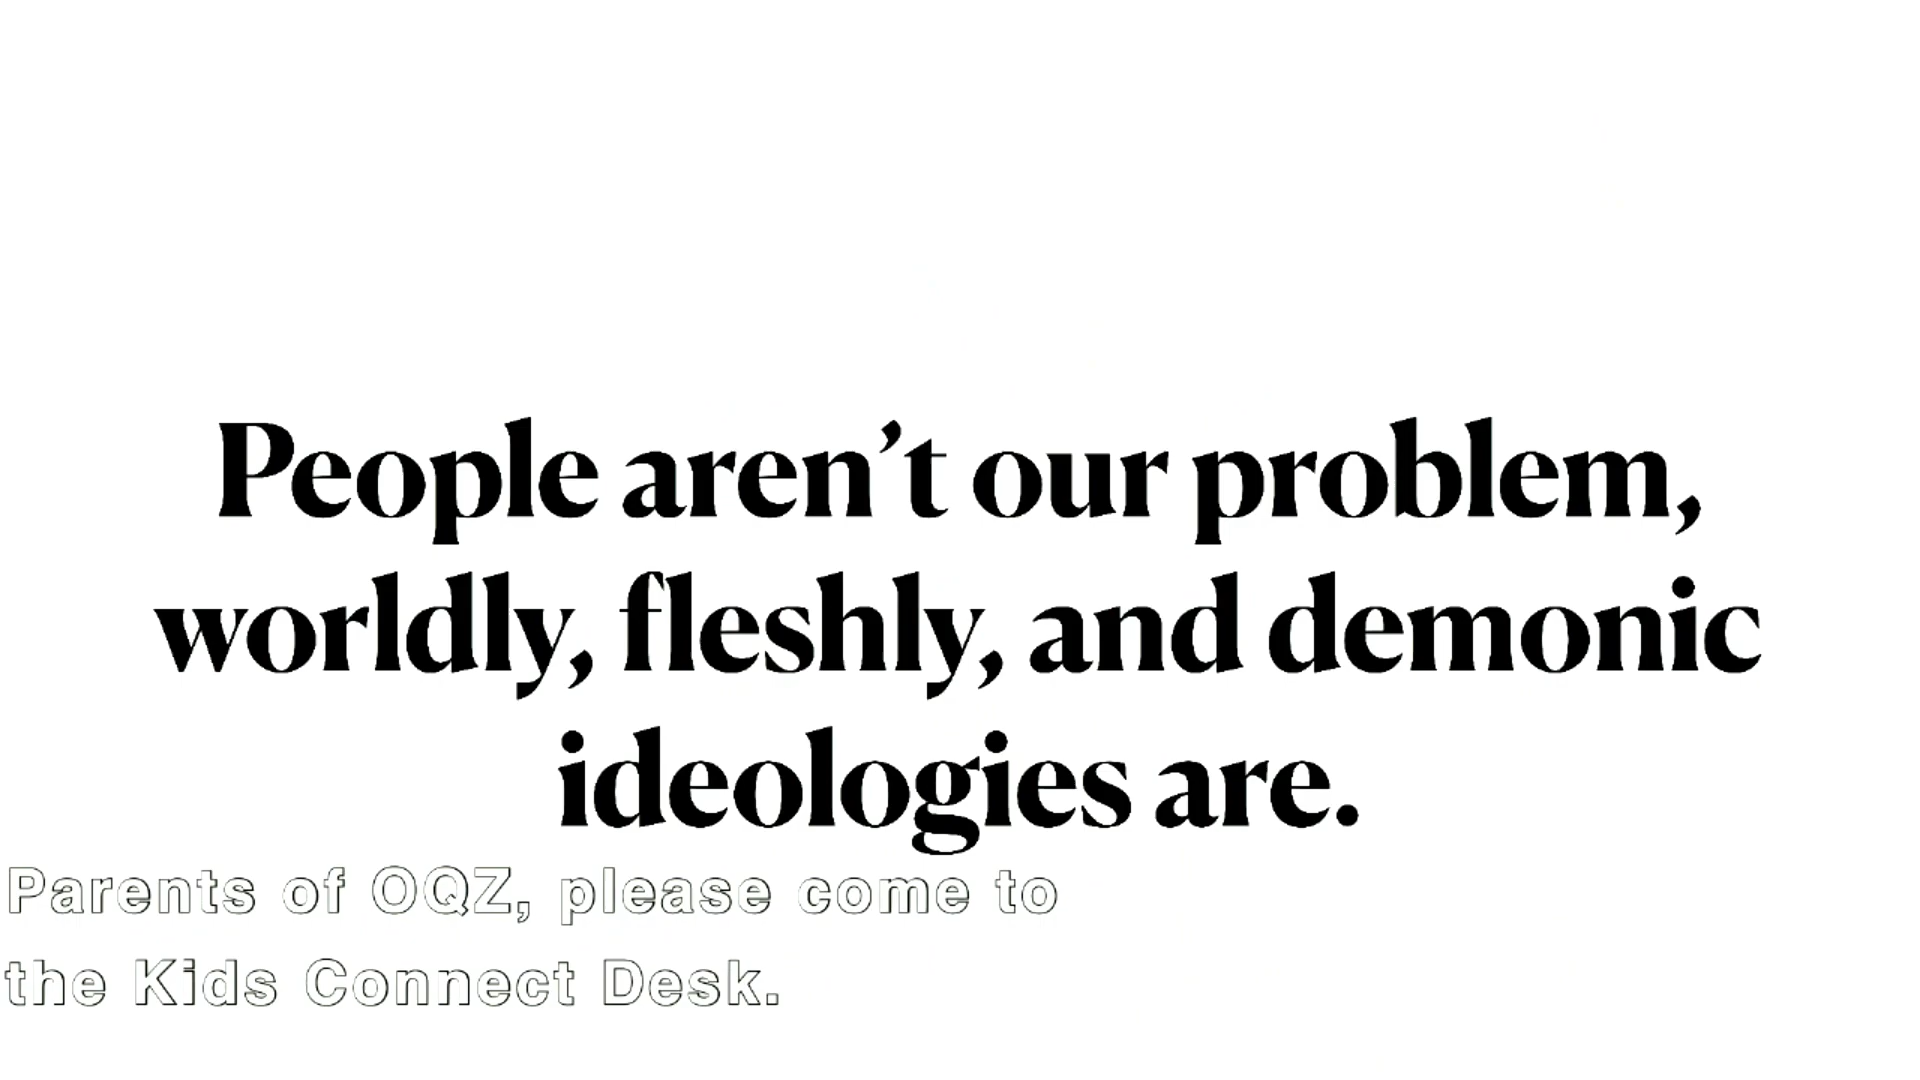 People aren’t our problem,
worldly, fleshly, and demonic
ideologies are.
Parents of OQZ, please come to
the Kids Connect Desk.